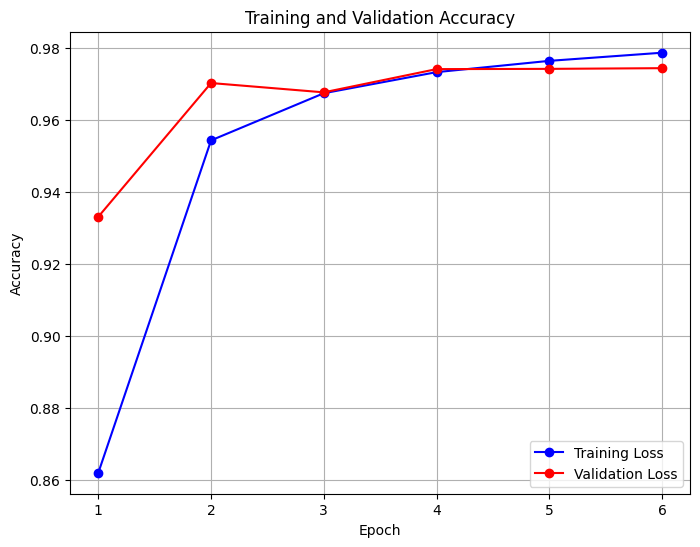 Training and Validation Accuracy
Accuracy
0.98
0.96
0.94
0.92
0.90
0.88
0.86
Training Loss
Validation Loss
1 2 3 4 5 6
Epoch